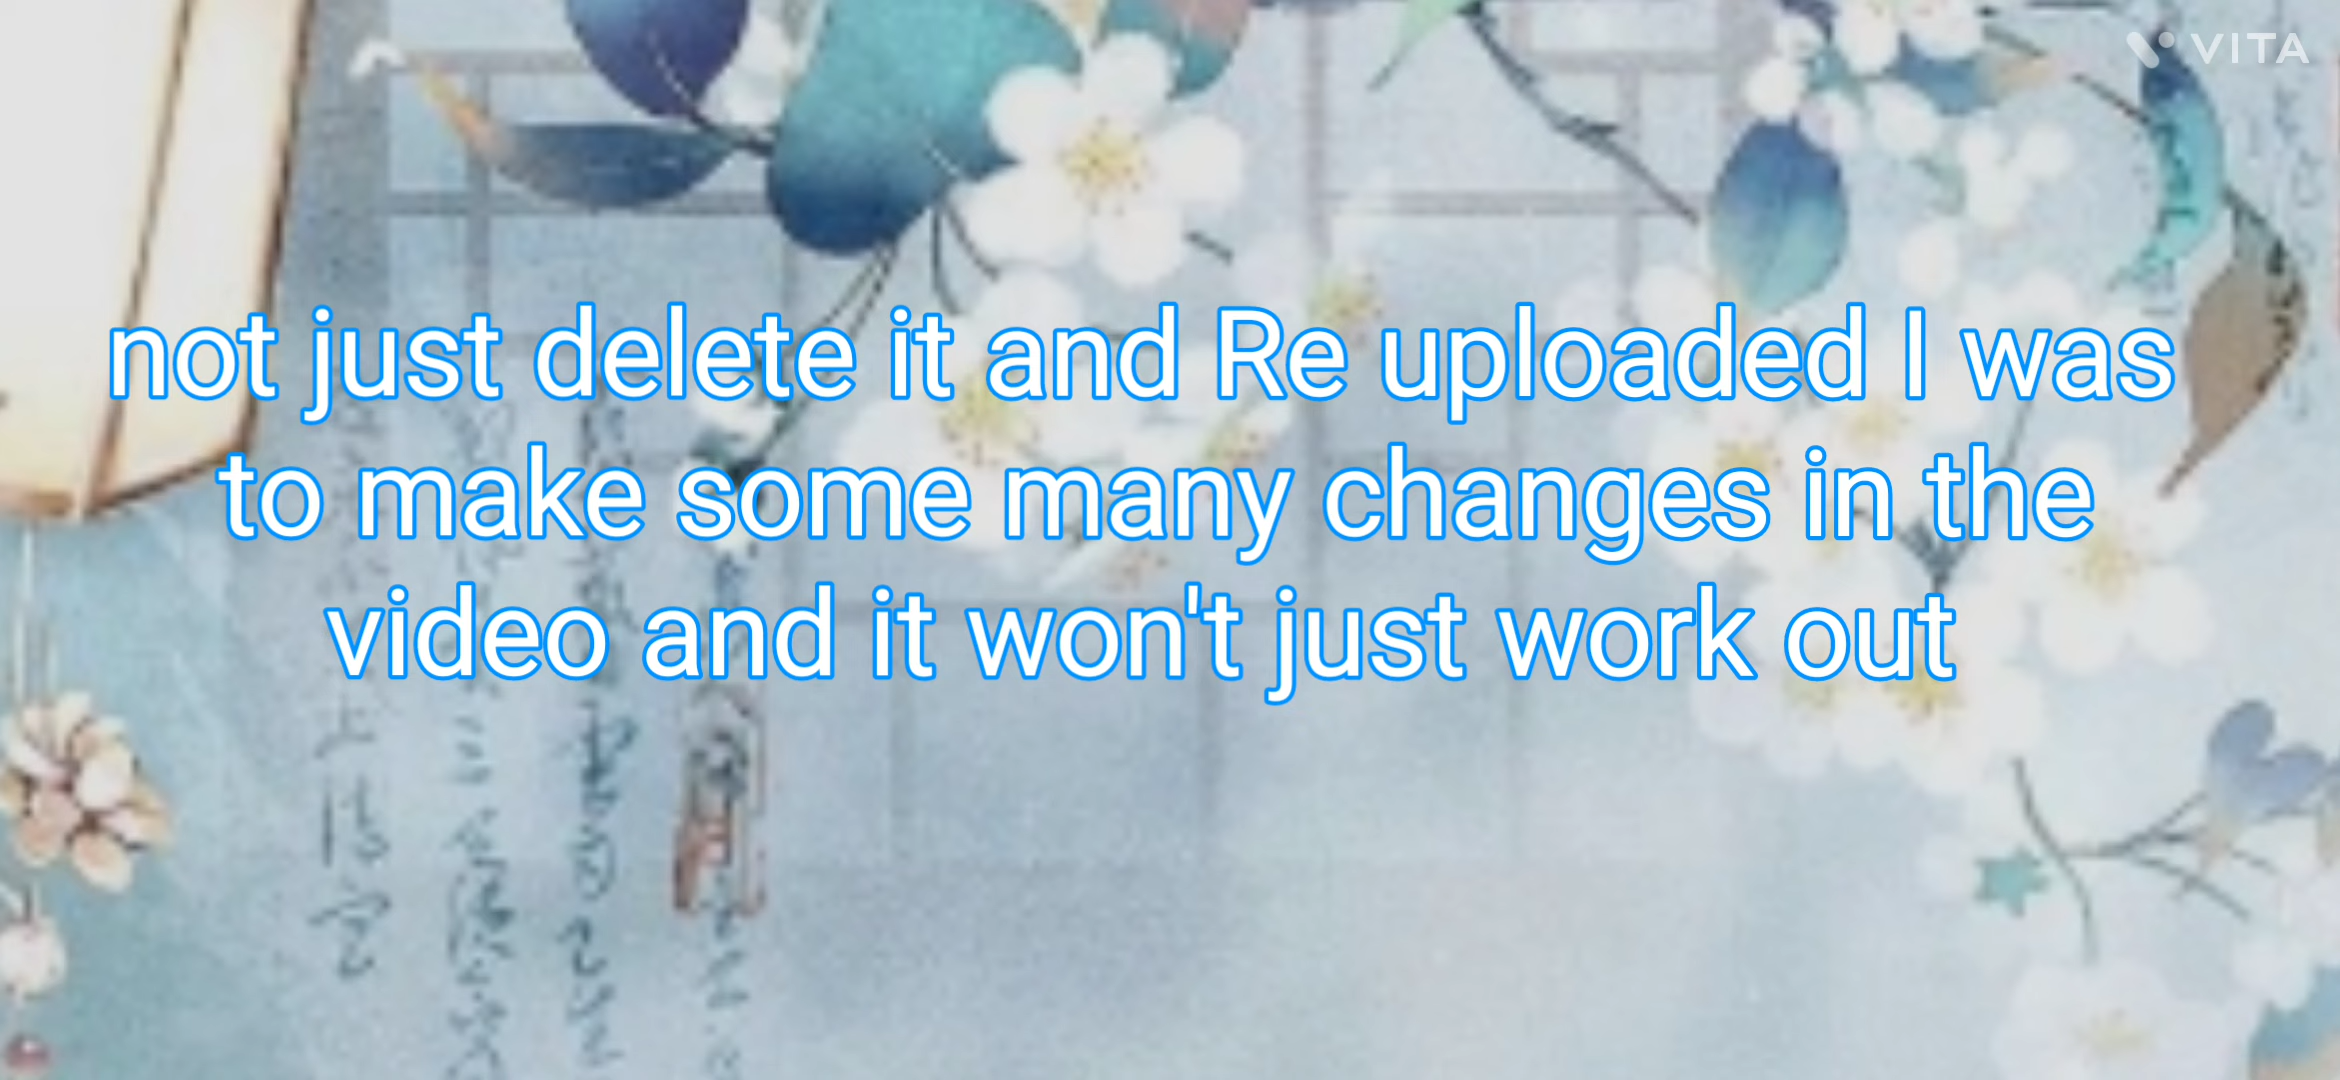 VITA
not just delete it and Re uploaded I was
to make some many changes in the
video and it won't just work out